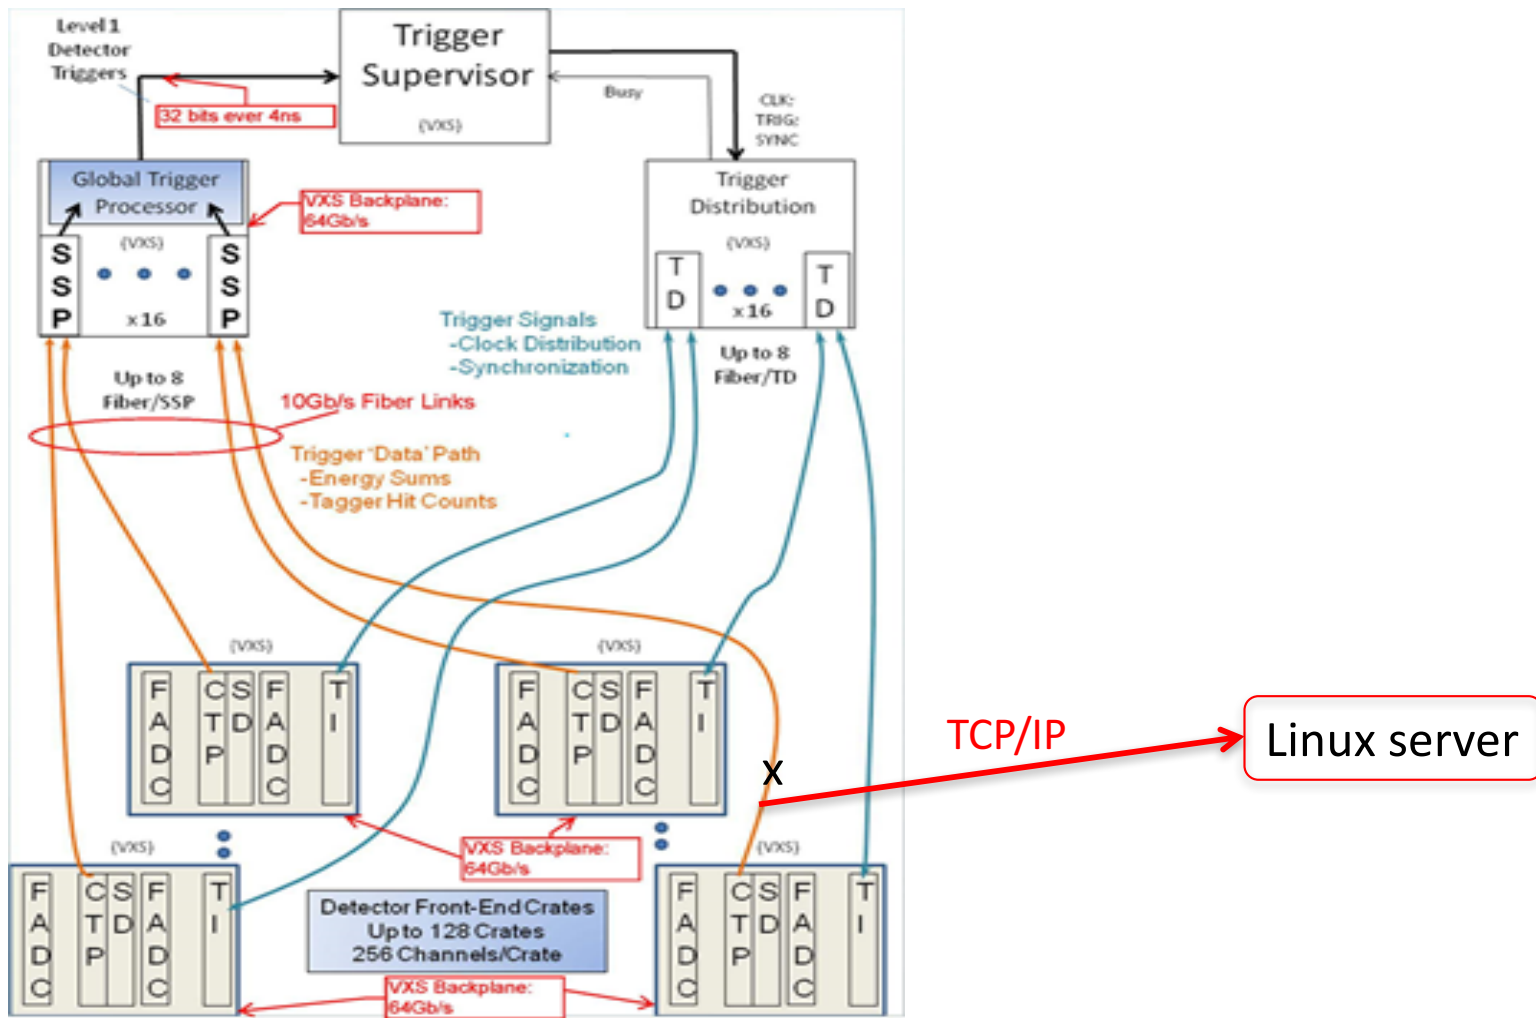 Level 1
Detector
Triggers
Trigger
Supervisor
{VXS}
32 bits ever 4ns
Busy
CLK;
TRIG;
SYNC
Global Trigger
Processor
{VXS}
SSP
SSP
x 16
VXS Backplane:
64Gb/s
Trigger
Distribution
{VXS}
TD
TD
x 16
Up to 8
Fiber/SSP
Up to 8
Fiber/TD
Trigger Signals
-Clock Distribution
-Synchronization
10Gb/s Fiber Links
Trigger 'Data' Path
-Energy Sums
-Tagger Hit Counts
{VXS}
FADC
CTP
SD
FADC
TI
{VXS}
FADC
CTP
SD
FADC
TI
x
TCP/IP
Linux server
VXS Backplane:
64Gb/s
{VXS}
FADC
CTP
SD
FADC
TI
Detector Front-End Crates
Up to 128 Crates
256 Channels/Crate
{VXS}
FADC
CTP
SD
FADC
TI
VXS Backplane:
64Gb/s